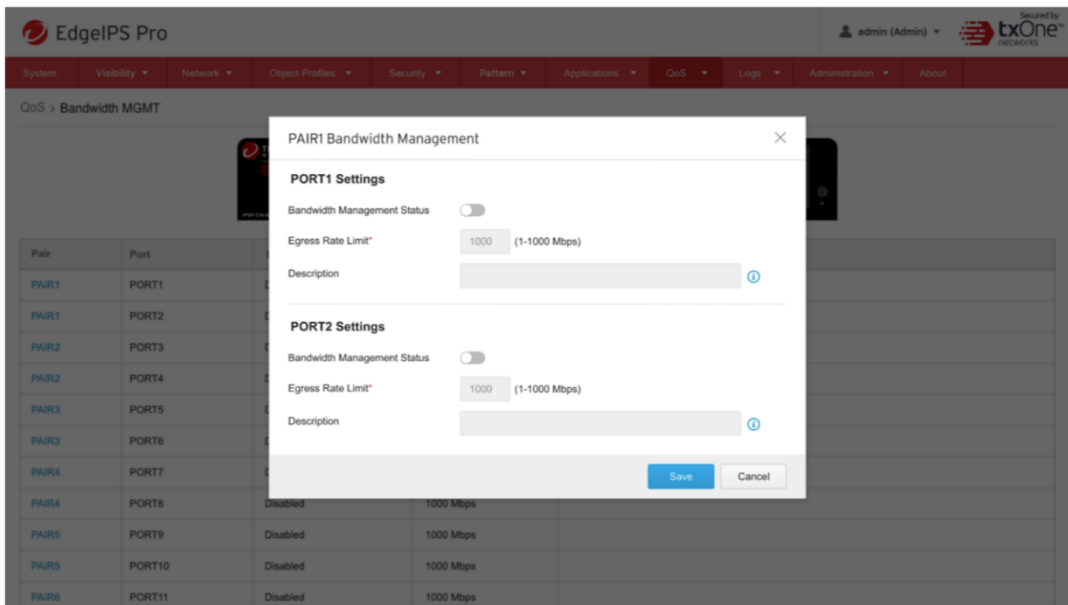 EdgeIPS Pro
admin (Admin)
Secured by
txOne
networks
System Visibility Network Object Profiles Security Pattern Applications QoS Logs Administration About
QoS > Bandwidth MGMT
PAIR1 Bandwidth Management
PORT1 Settings
Bandwidth Management Status
Egress Rate Limit* 1000 (1-1000 Mbps)
Description
PORT2 Settings
Bandwidth Management Status
Egress Rate Limit* 1000 (1-1000 Mbps)
Description
Save Cancel
Pair Port
PAIR1 PORT1
PAIR1 PORT2
PAIR2 PORT3
PAIR2 PORT4
PAIR3 PORT5
PAIR3 PORT6
PAIR4 PORT7
PAIR4 PORT8 Disabled 1000 Mbps
PAIR5 PORT9 Disabled 1000 Mbps
PAIR5 PORT10 Disabled 1000 Mbps
PAIR6 PORT11 Disabled 1000 Mbps